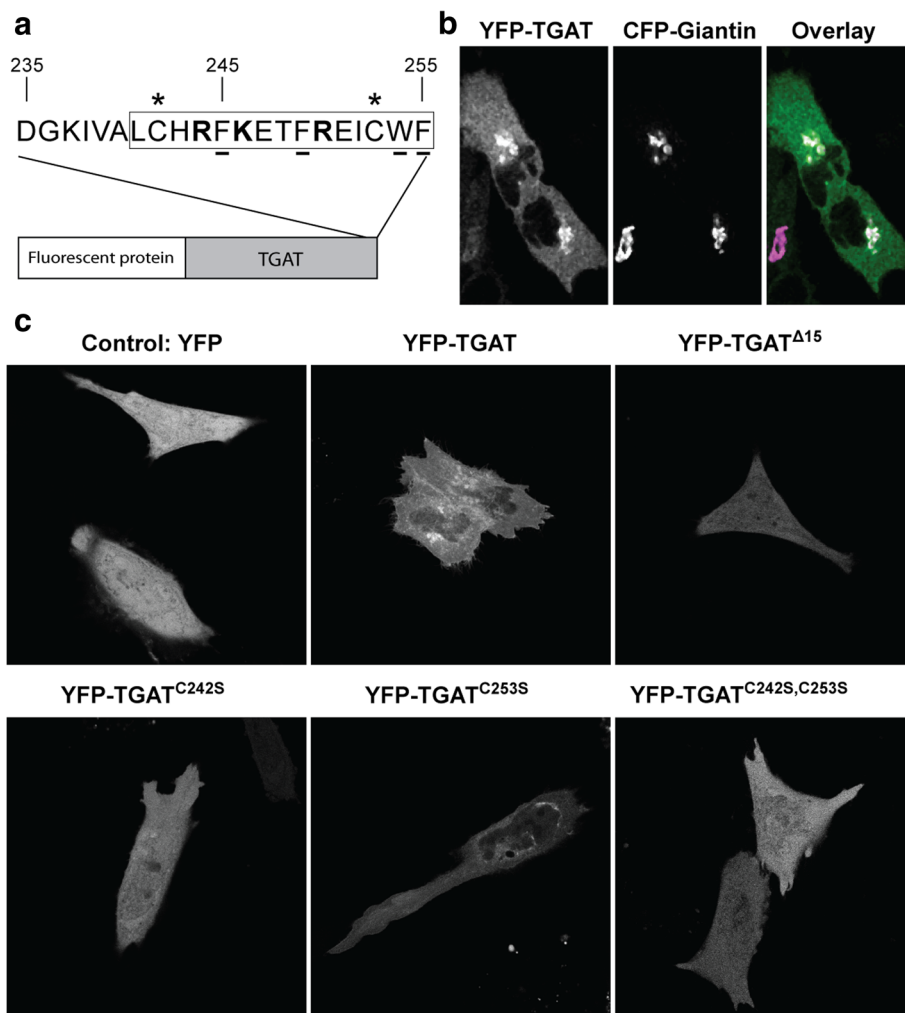 a
235 245 255
* *
DGKIVALCHRFKETFREICWF
Fluorescent protein TGAT
b
YFP-TGAT CFP-Giantin Overlay
c
Control: YFP YFP-TGAT YFP-TGATΔ15
YFP-TGATC242S YFP-TGATC253S YFP-TGATC242S,C253S